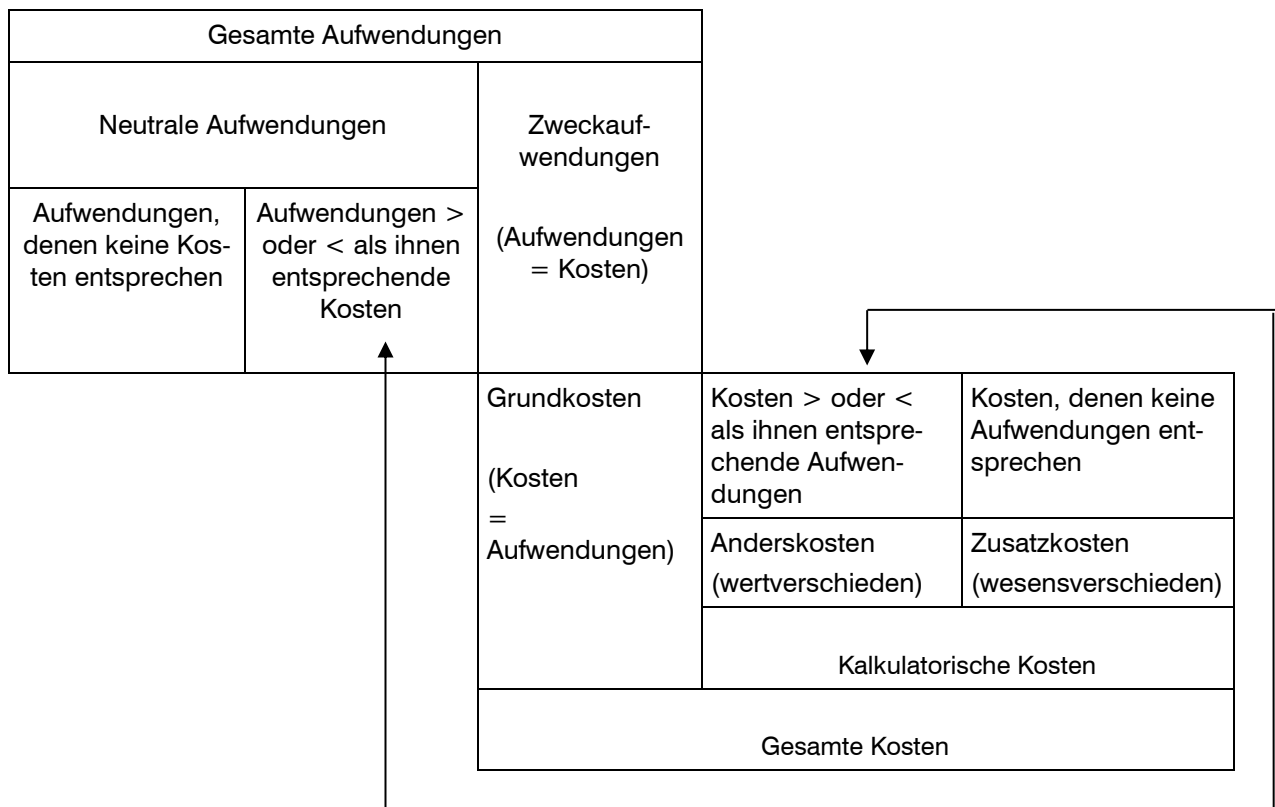 Gesamte Aufwendungen
Neutrale Aufwendungen
Zweckauf-
wendungen
(Aufwendungen
= Kosten)
Aufwendungen,
denen keine Kos-
ten entsprechen
Aufwendungen >
oder < als ihnen
entsprechende
Kosten
Grundkosten
(Kosten
=
Aufwendungen)
Kosten > oder <
als ihnen entspre-
chende Aufwen-
dungen
Kosten, denen keine
Aufwendungen ent-
sprechen
Anderskosten
(wertverschieden)
Zusatzkosten
(wesensverschieden)
Kalkulatorische Kosten
Gesamte Kosten